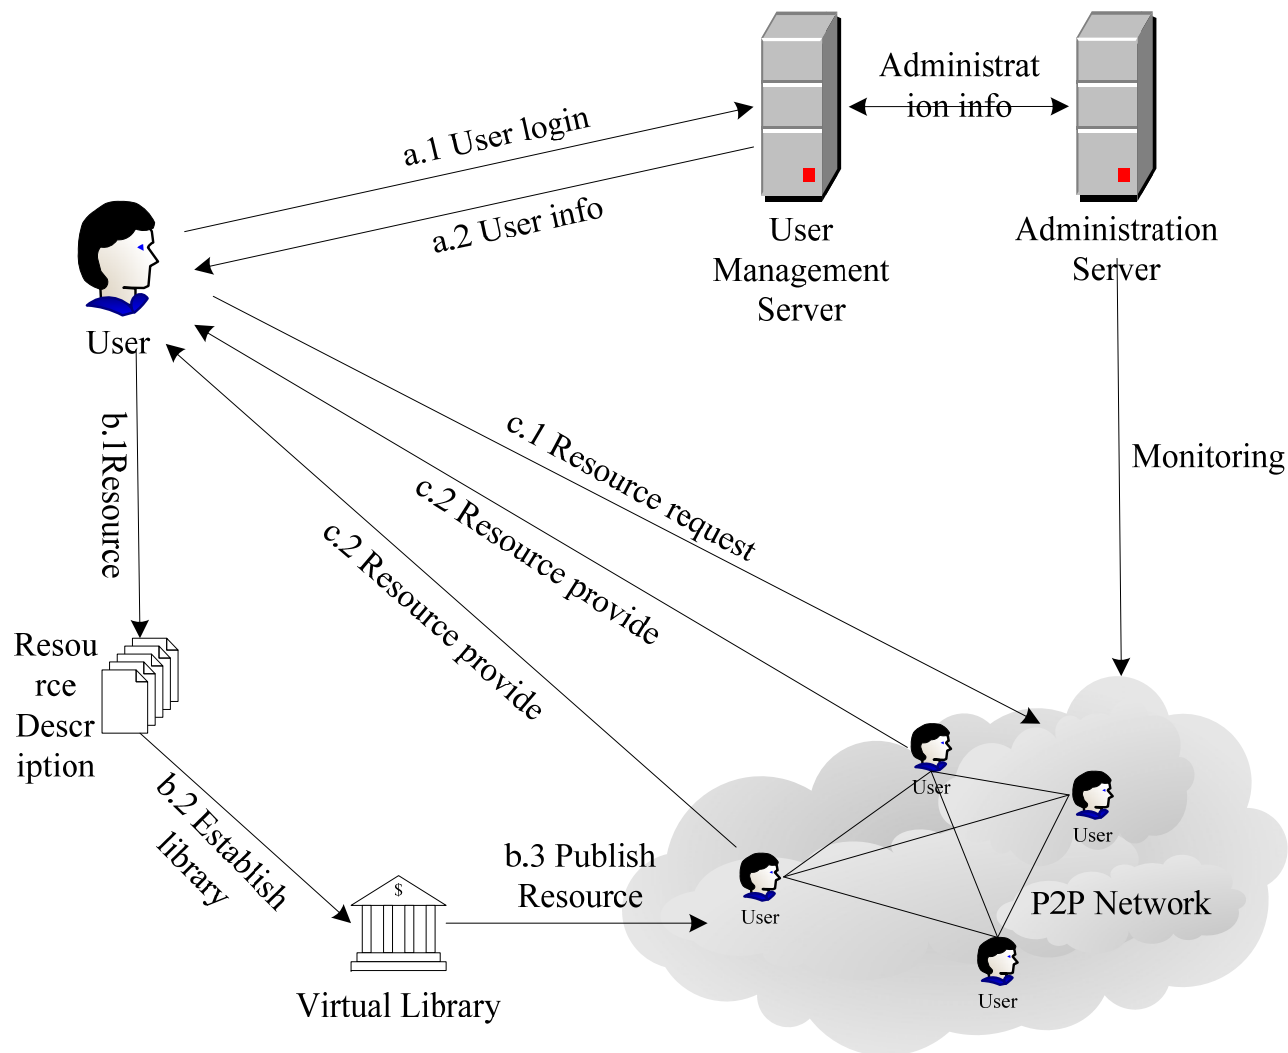 Administrat
ion info
a.1 User login
a.2 User info
User
Management
Server
Administration
Server
User
b.1Resource
c.1 Resource request
c.2 Resource provide
c.2 Resource provide
Monitoring
Resou
rce
Descr
iption
b.2 Establish
library
$
Virtual Library
b.3 Publish
Resource
User
User
User
P2P Network
User